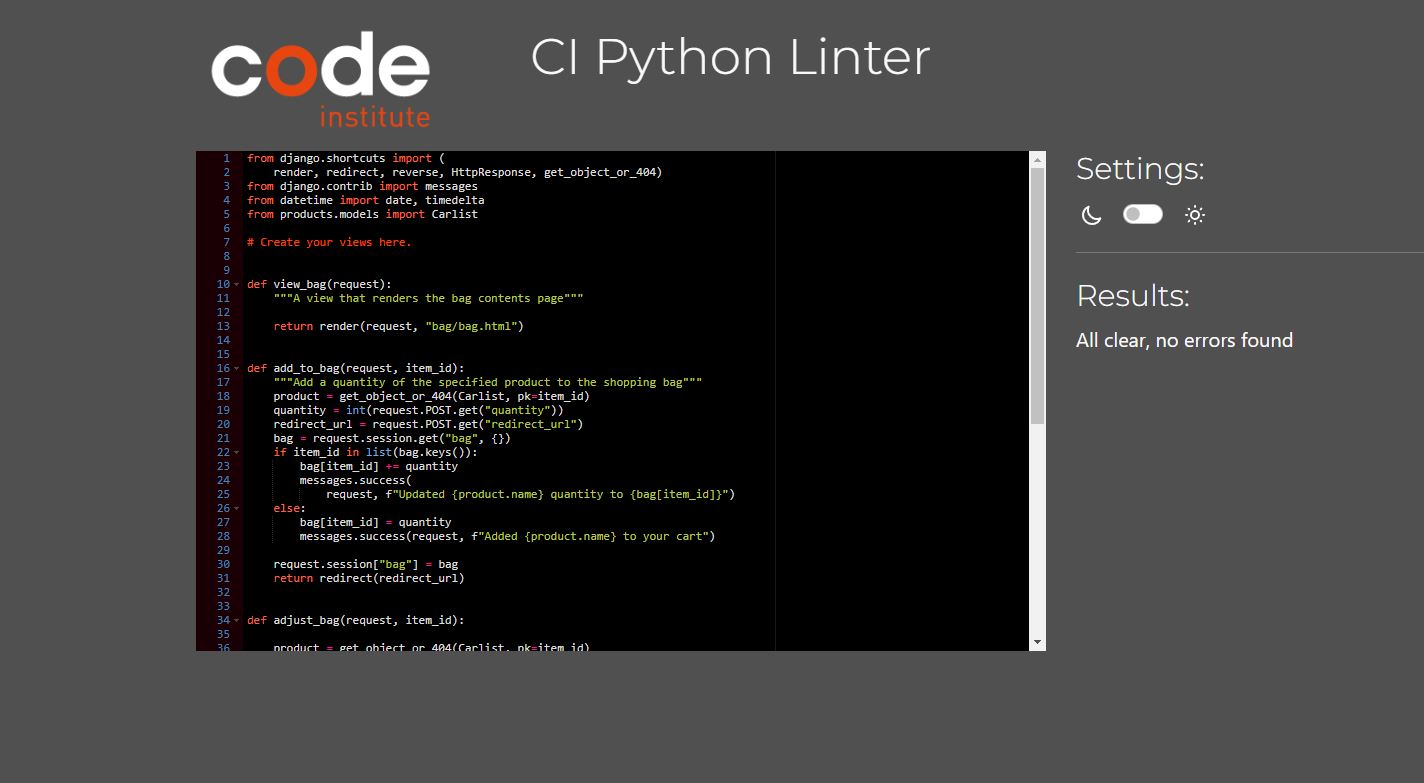 code
institute
CI Python Linter
1 from django.shortcuts import (
2     render, redirect, reverse, HttpResponse, get_object_or_404)
3 from django.contrib import messages
4 from datetime import date, timedelta
5 from products.models import Carlist
6
7 # Create your views here.
8
9
10 def view_bag(request):
11     """A view that renders the bag contents page"""
12
13     return render(request, "bag/bag.html")
14
15
16 def add_to_bag(request, item_id):
17     """Add a quantity of the specified product to the shopping bag"""
18     product = get_object_or_404(Carlist, pk=item_id)
19     quantity = int(request.POST.get("quantity"))
20     redirect_url = request.POST.get("redirect_url")
21     bag = request.session.get("bag", {})
22     if item_id in list(bag.keys()):
23         bag[item_id] += quantity
24         messages.success(
25             request, f"Updated {product.name} quantity to {bag[item_id]}")
26     else:
27         bag[item_id] = quantity
28         messages.success(request, f"Added {product.name} to your cart")
29
30     request.session["bag"] = bag
31     return redirect(redirect_url)
32
33
34 def adjust_bag(request, item_id):
35
36     product = get_object_or_404(Carlist, pk=item_id)
Settings:
Results:
All clear, no errors found